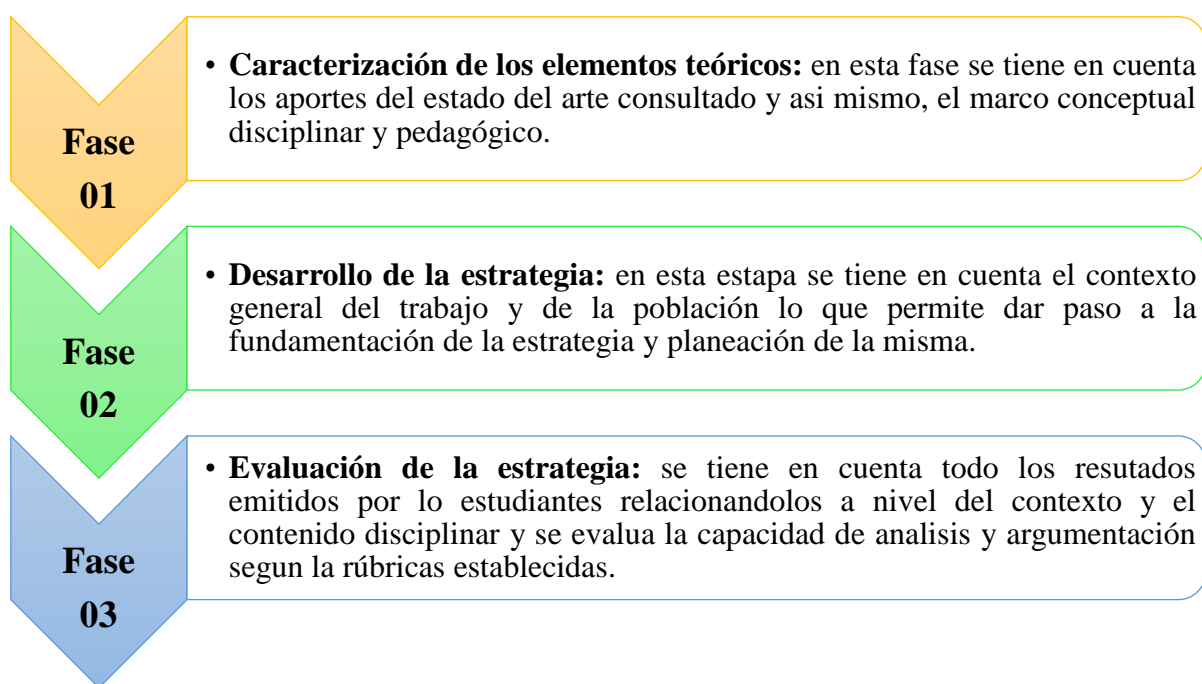 Fase
01
• Caracterización de los elementos teóricos: en esta fase se tiene en cuenta
los aportes del estado del arte consultado y asi mismo, el marco conceptual
disciplinar y pedagógico.
Fase
02
• Desarrollo de la estrategia: en esta estapa se tiene en cuenta el contexto
general del trabajo y de la población lo que permite dar paso a la
fundamentación de la estrategia y planeación de la misma.
Fase
03
• Evaluación de la estrategia: se tiene en cuenta todo los resutados
emitidos por lo estudiantes relacionandolos a nivel del contexto y el
contenido disciplinar y se evalua la capacidad de analisis y argumentación
segun la rúbricas establecidas.